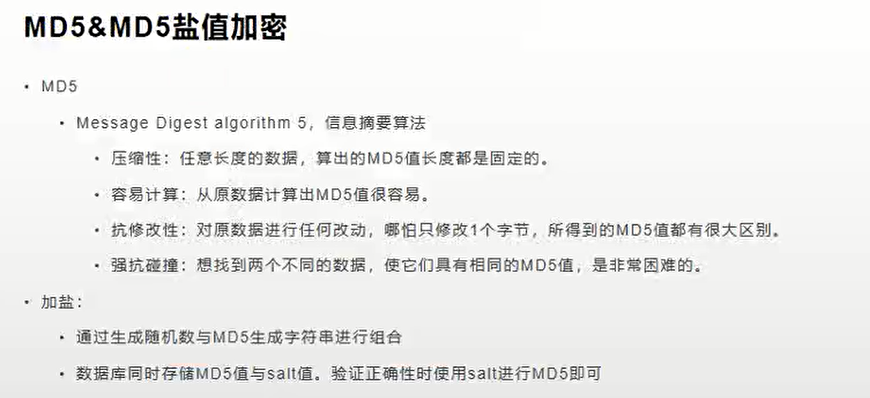 MD5&MD5盐值加密
• MD5
• Message Digest algorithm 5，信息摘要算法
• 压缩性：任意长度的数据，算出的MD5值长度都是固定的。
• 容易计算：从原数据计算出MD5值很容易。
• 抗修改性：对原数据进行任何改动，哪怕只修改1个字节，所得到的MD5值都有很大区别。
• 强抗碰撞：想找到两个不同的数据，使它们具有相同的MD5值，是非常困难的。
• 加盐：
• 通过生成随机数与MD5生成字符串进行组合
• 数据库同时存储MD5值与salt值。验证正确性时使用salt进行MD5即可